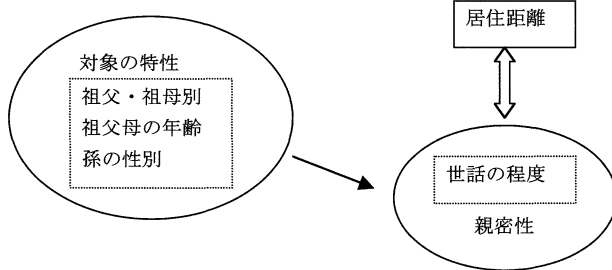 居住距離
対象の特性
祖父・祖母別
祖父母の年齢
孫の性別
世話の程度
親密性